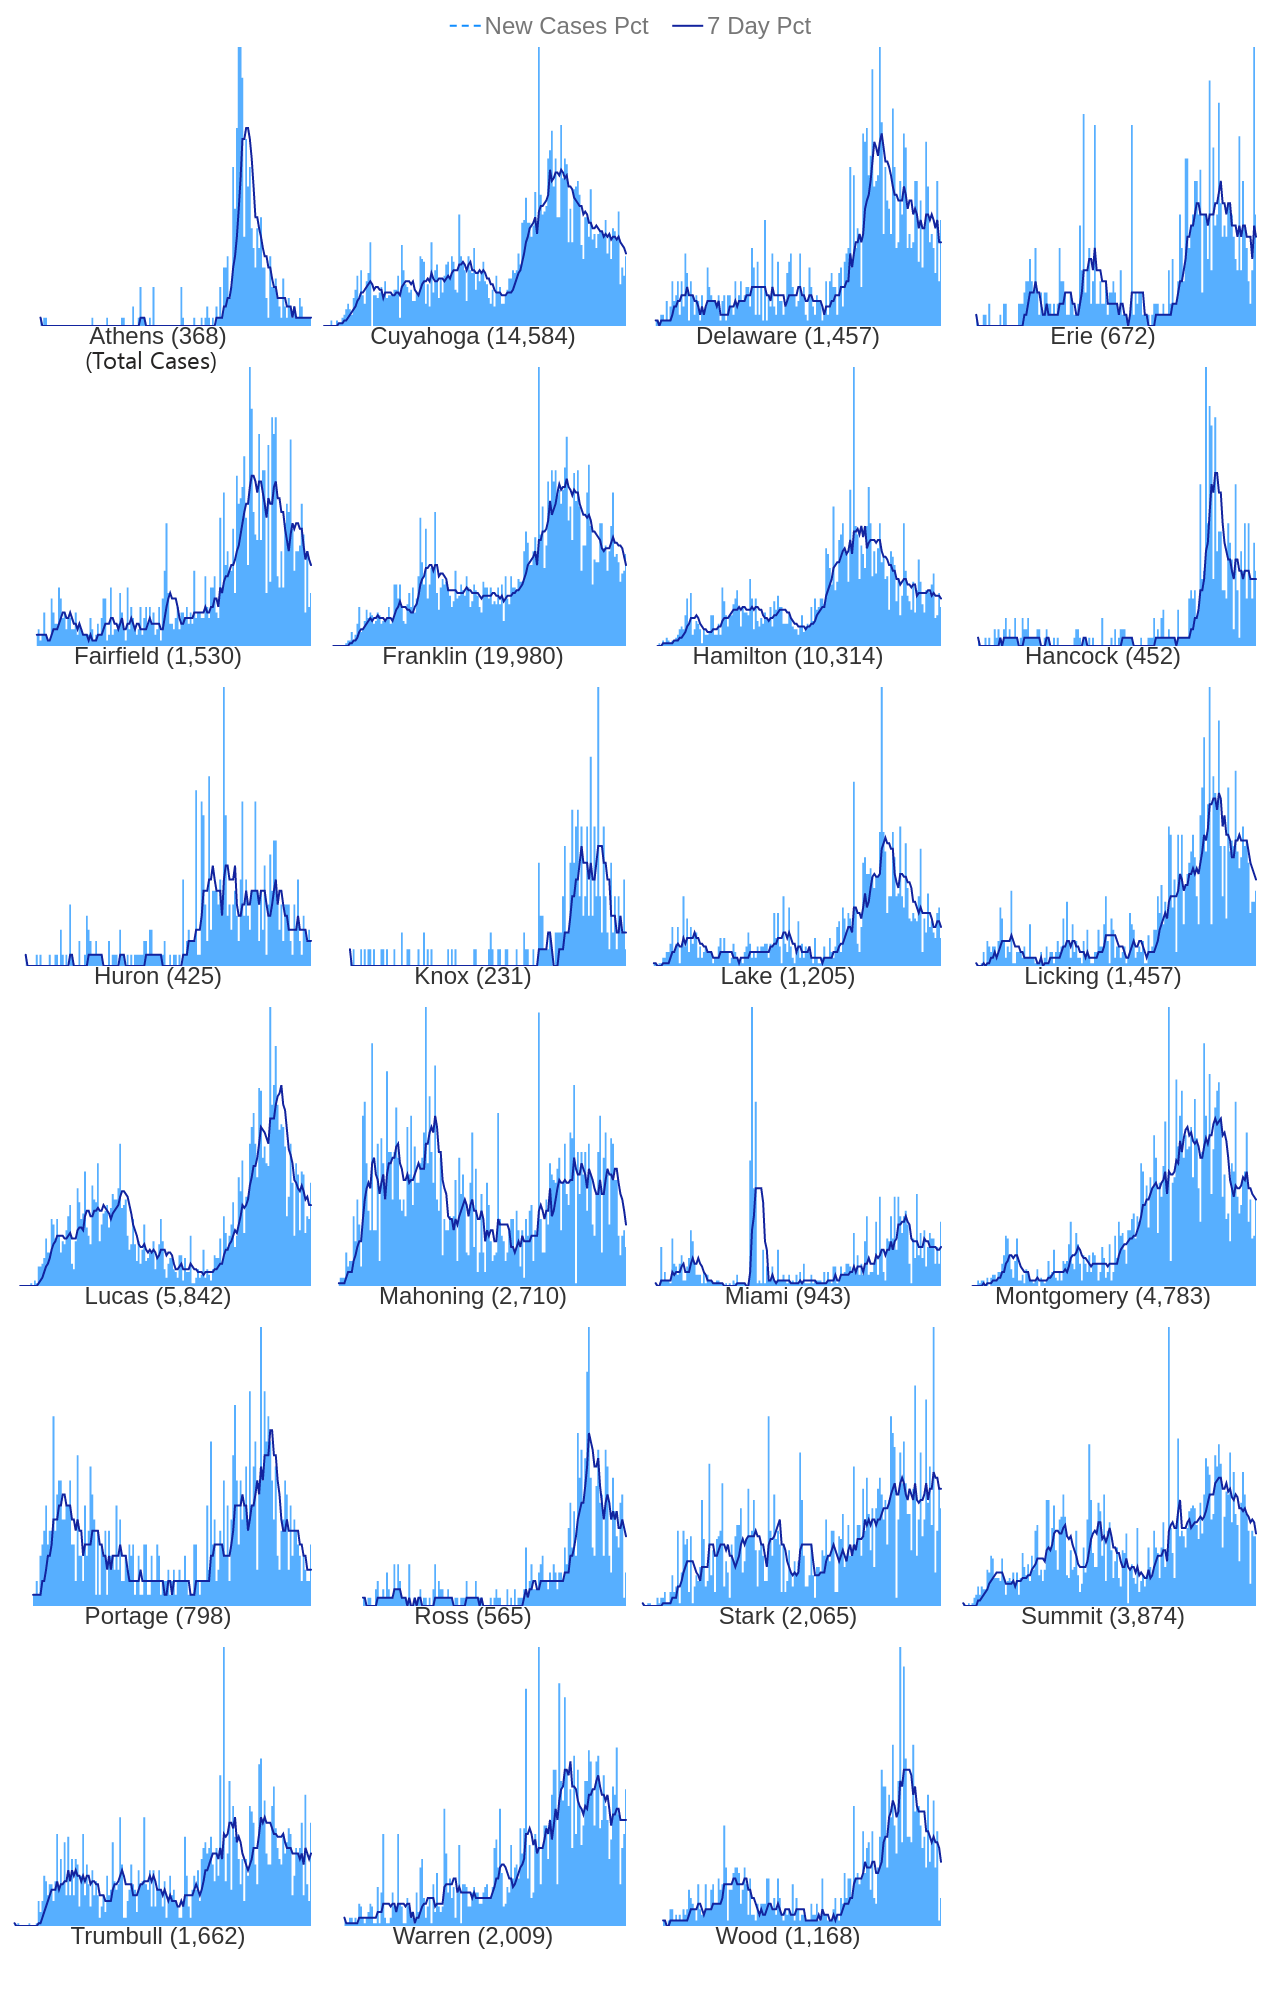 New Cases Pct 7 Day Pct
Athens (368) Cuyahoga (14,584) Delaware (1,457) Erie (672)
(Total Cases)
Fairfield (1,530) Franklin (19,980) Hamilton (10,314) Hancock (452)
Huron (425) Knox (231) Lake (1,205) Licking (1,457)
Lucas (5,842) Mahoning (2,710) Miami (943) Montgomery (4,783)
Portage (798) Ross (565) Stark (2,065) Summit (3,874)
Trumbull (1,662) Warren (2,009) Wood (1,168)